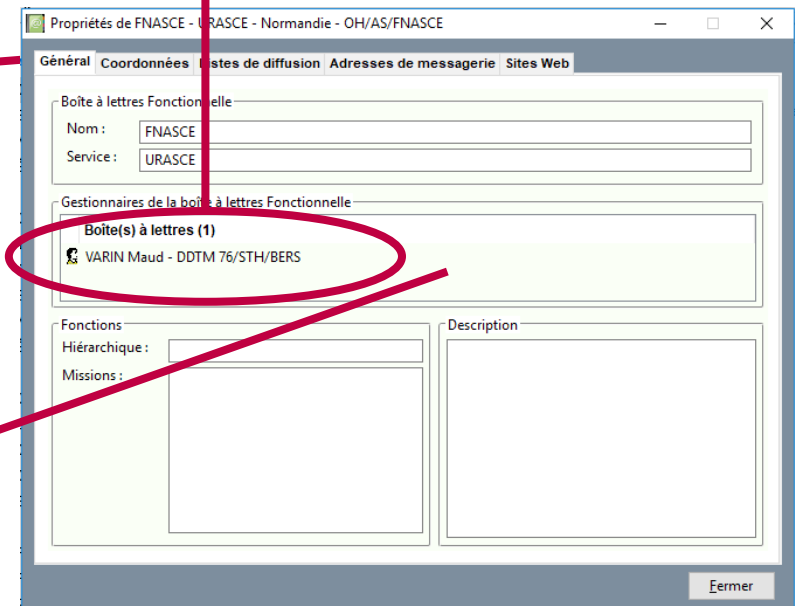 Propriétés de FNASCE - URASCE - Normandie - OH/AS/FNASCE
Général Coordonnées Listes de diffusion Adresses de messagerie Sites Web
Boîte à lettres Fonctionnelle
Nom : FNASCE
Service : URASCE
Gestionnaires de la boîte à lettres Fonctionnelle
Boîte(s) à lettres (1)
VARIN Maud - DDTM 76/STH/BERS
Fonctions
Hiérarchique :
Missions :
Description
Fermer